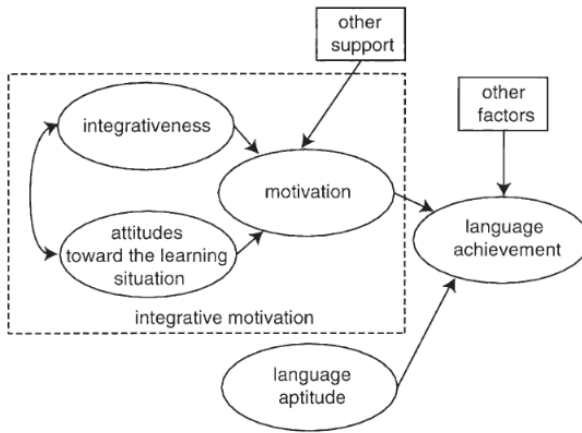 other
support
other
factors
integrativeness
motivation
attitudes
toward the learning
situation
language
achievement
integrative motivation
language
aptitude